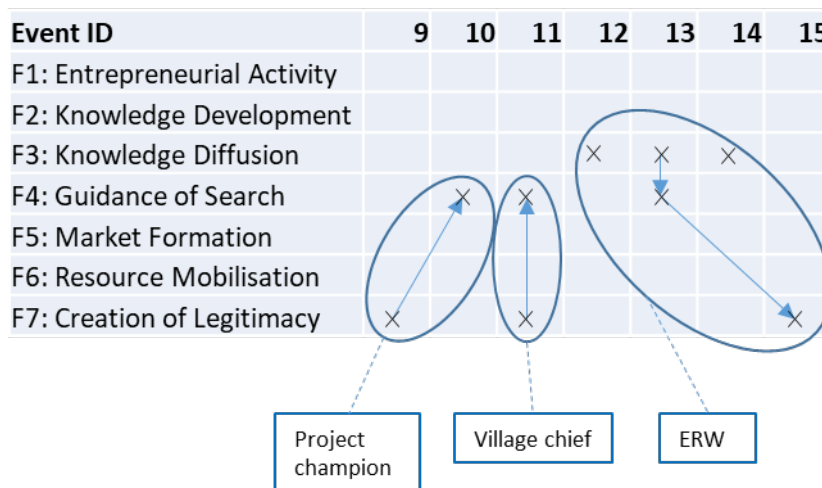 Event ID 9 10 11 12 13 14 15
F1: Entrepreneurial Activity
F2: Knowledge Development
F3: Knowledge Diffusion X X X
F4: Guidance of Search X X X
F5: Market Formation
F6: Resource Mobilisation
F7: Creation of Legitimacy X X X
Project
champion
Village chief
ERW